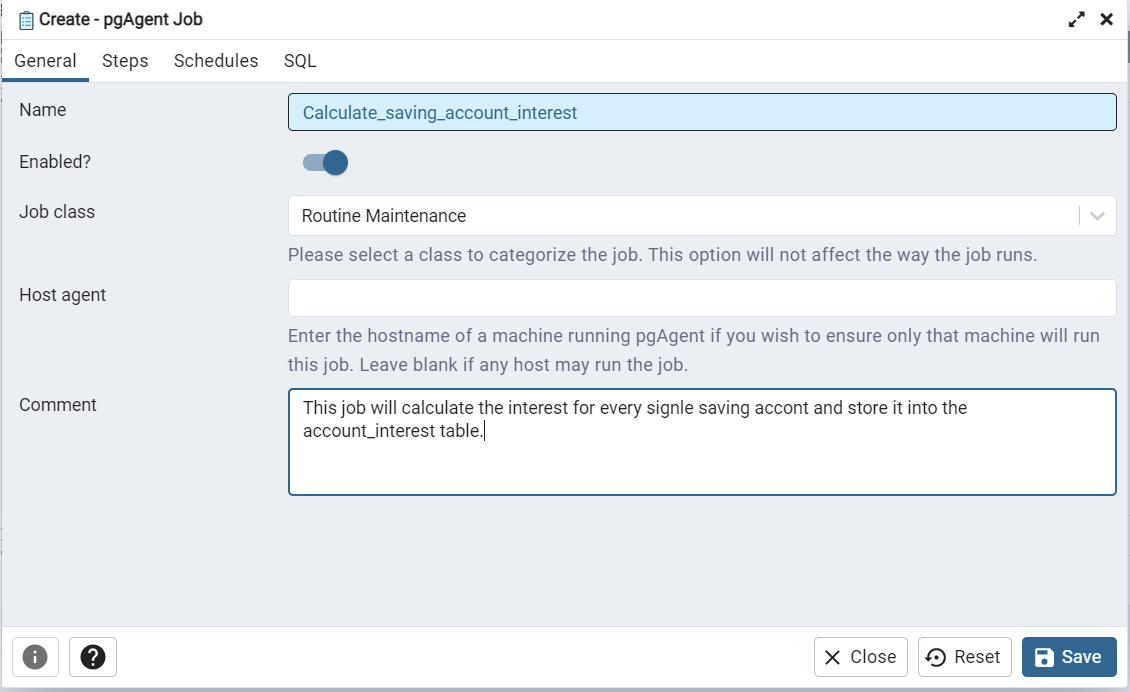 Create - pgAgent Job
General Steps Schedules SQL
Name
Calculate_saving_account_interest
Enabled?
Job class
Routine Maintenance
Please select a class to categorize the job. This option will not affect the way the job runs.
Host agent
Enter the hostname of a machine running pgAgent if you wish to ensure only that machine will run
this job. Leave blank if any host may run the job.
Comment
This job will calculate the interest for every signle saving accont and store it into the
account_interest table.
Close Reset Save